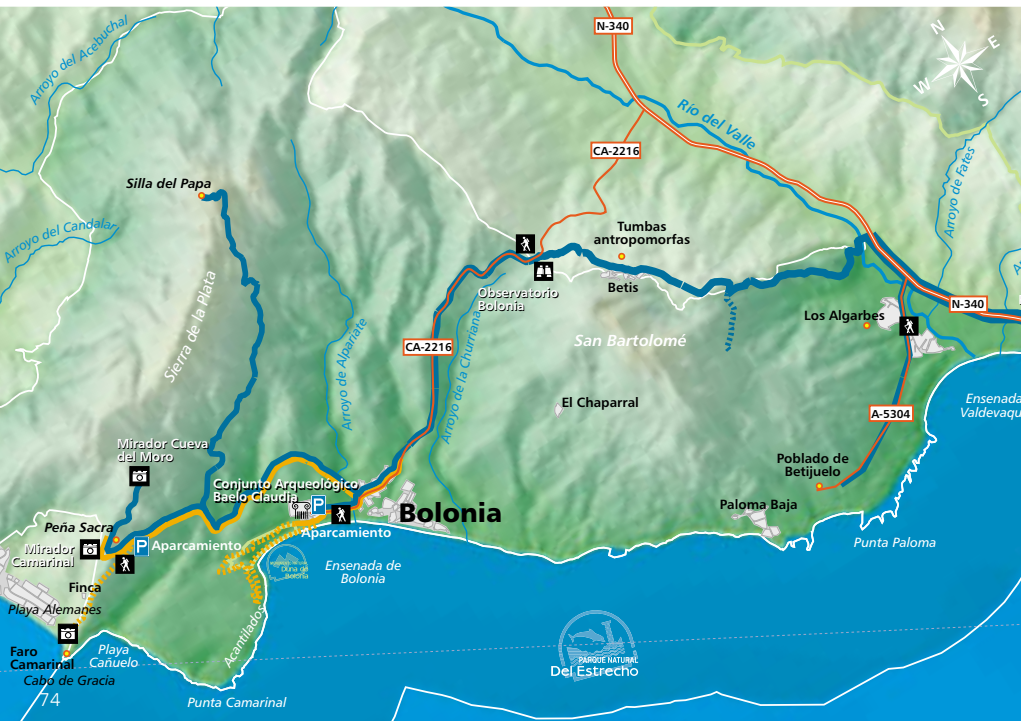 N-340
N
E
W
S
Arroyo del Acebuchal
Río del Valle
CA-2216
Arroyo de Fates
Silla del Papa
Arroyo del Candalar
Tumbas
antropomorfas
Betis
Observatorio
Bolonia
Sierra de la Plata
Los Algarbes
N-340
San Bartolomé
CA-2216
Arroyo de Alpariate
Arroyo de la Churriana
El Chaparral
A-5304
Ensenada
Valdevaqu
Mirador Cueva
del Moro
Poblado de
Betijuelo
Conjunto Arqueológico
Baelo Claudia
P
Bolonia
Paloma Baja
Peña Sacra
Mirador
Camarinal
P
Aparcamiento
Aparcamiento
Punta Paloma
Duna de
Bolonia
Ensenada de
Bolonia
Finca
Playa Alemanes
Acantilados
Faro
Camarinal
Playa
Cañuelo
Cabo de Gracia
PARQUE NATURAL
Del Estrecho
74
Punta Camarinal